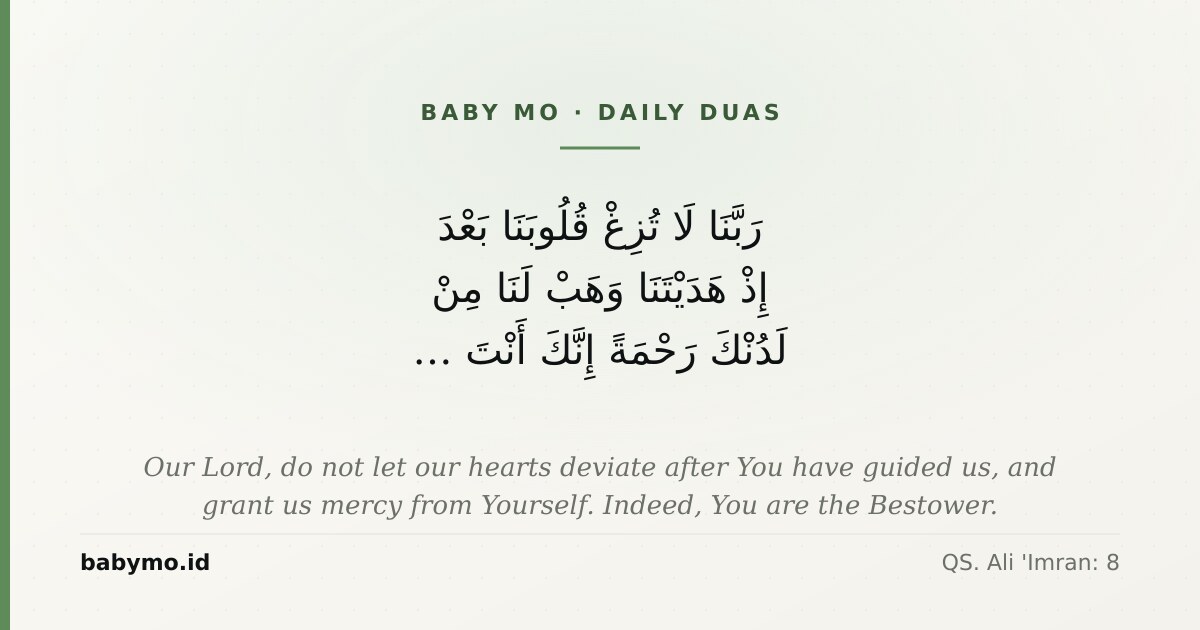 BABY MO · DAILY DUAS
رَبَّنَا لَا تُزِغْ قُلُوبَنَا بَعْدَ
إِذْ هَدَيْتَنَا وَهَبْ لَنَا مِنْ
لَدُنْكَ رَحْمَةً إِنَّكَ أَنْتَ ...
Our Lord, do not let our hearts deviate after You have guided us, and
grant us mercy from Yourself. Indeed, You are the Bestower.
babymo.id
QS. Ali 'Imran: 8